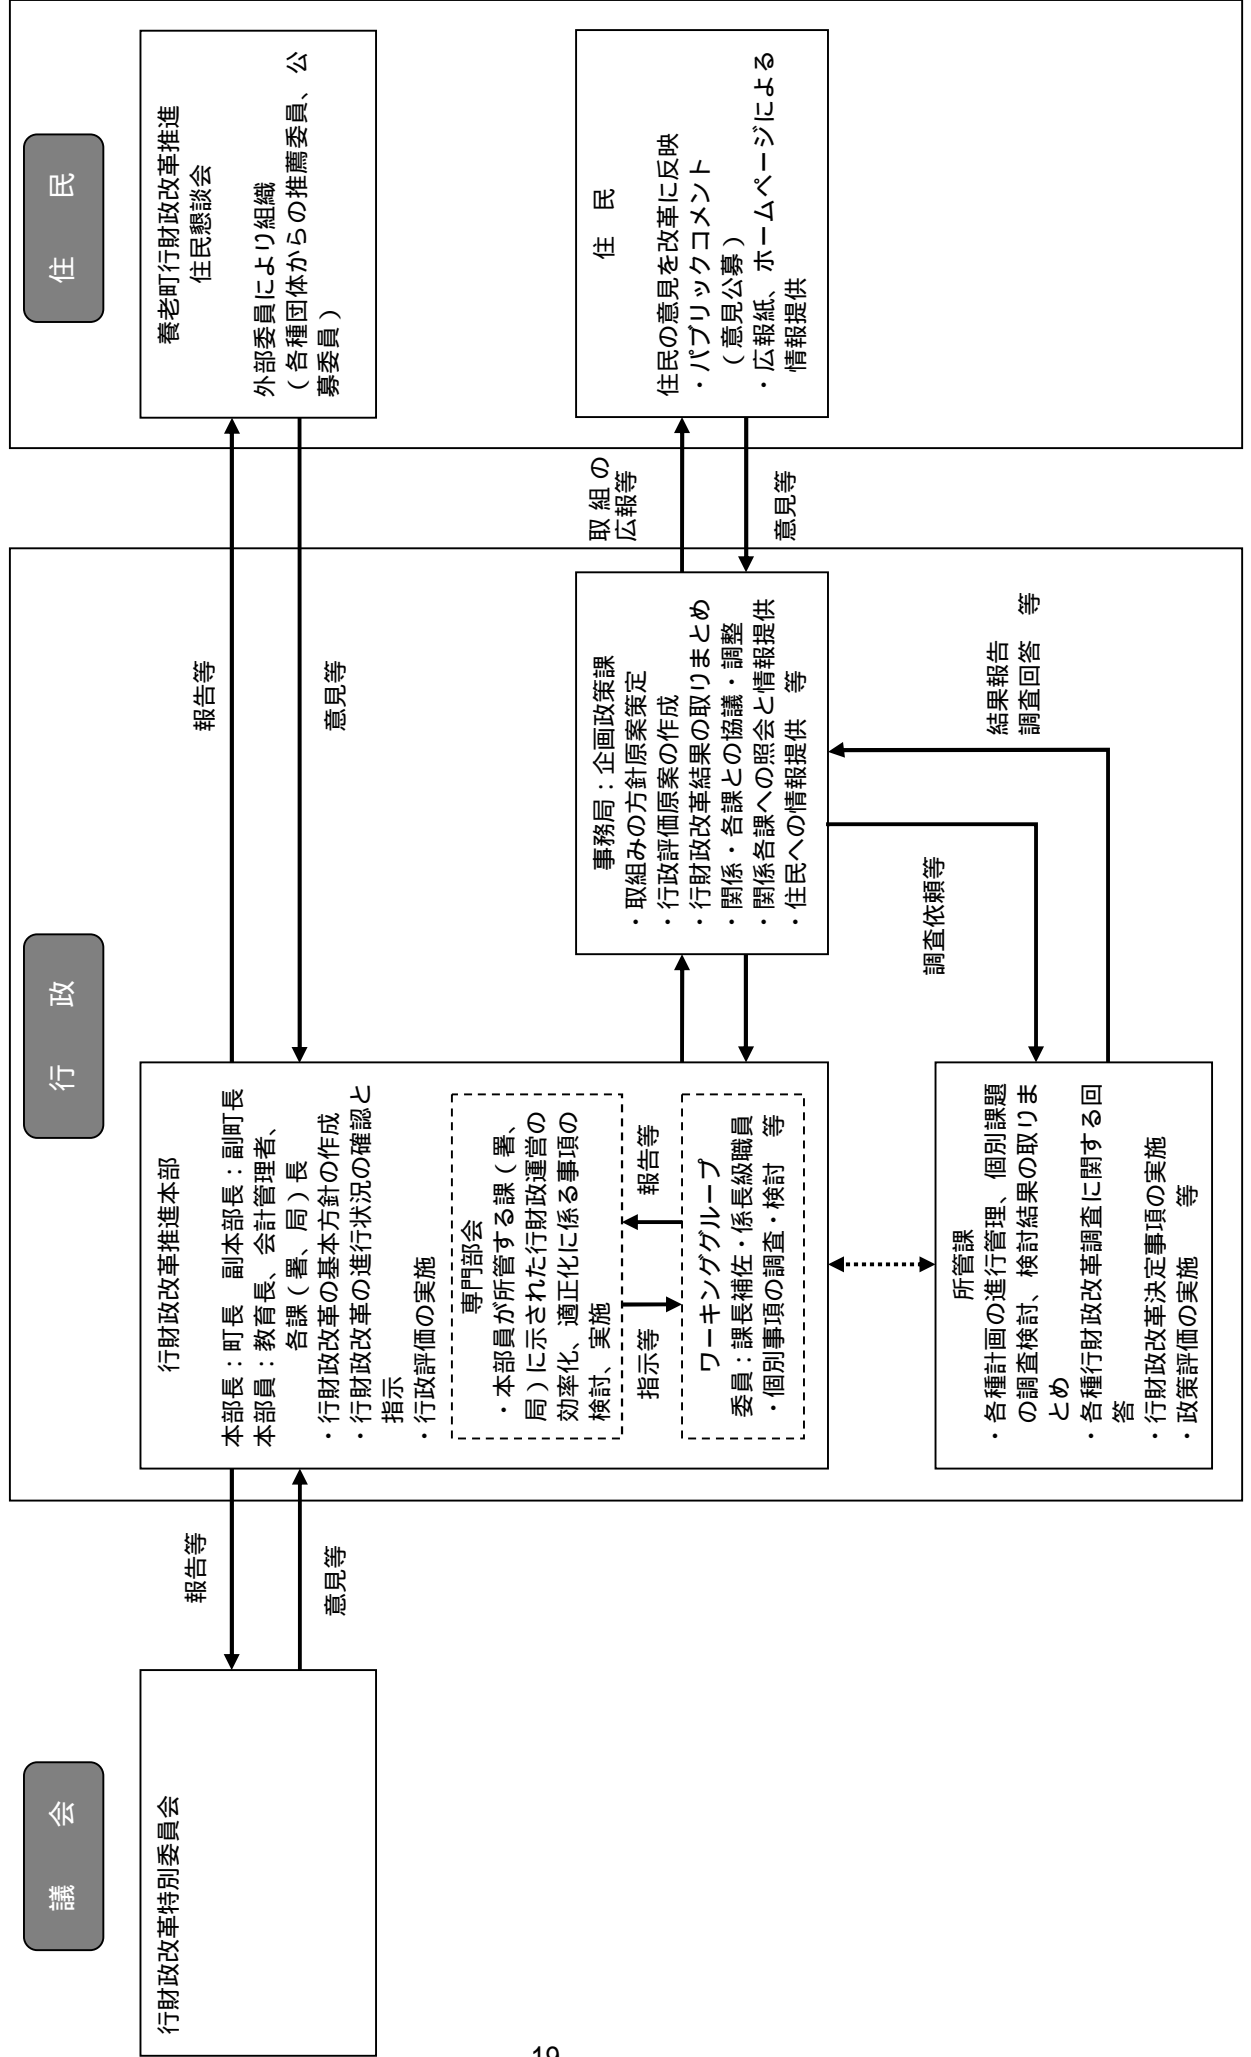 議　会
行財政改革特別委員会
報告等
意見等
行　政
行財政改革推進本部
本部長：町長　副本部長：副町長
本部員：教育長、会計管理者、
各課（署、局）長
・行財政改革の基本方針の作成
・行財政改革の進行状況の確認と
指示
・行政評価の実施
専門部会
・本部員が所管する課（署、
局）に示された行財政運営の
効率化、適正化に係る事項の
検討、実施
指示等
報告等
ワーキンググループ
委員：課長補佐・係長級職員
・個別事項の調査・検討　等
所管課
・各種計画の進行管理、個別課題
の調査検討、検討結果の取りま
とめ
・各種行財政改革調査に関する回
答
・行財政改革決定事項の実施
・政策評価の実施　　等
事務局：企画政策課
・取組みの方針原案策定
・行政評価原案の作成
・行財政改革結果の取りまとめ
・関係・各課との協議・調整
・関係各課への照会と情報提供
・住民への情報提供　等
調査依頼等
結果報告
調査回答　等
報告等
意見等
取組の
広報等
意見等
住　民
養老町行財政改革推進
住民懇談会
外部委員により組織
（各種団体からの推薦委員、公
募委員）
住　民
住民の意見を改革に反映
・パブリックコメント
（意見公募）
・広報紙、ホームページによる
情報提供
19